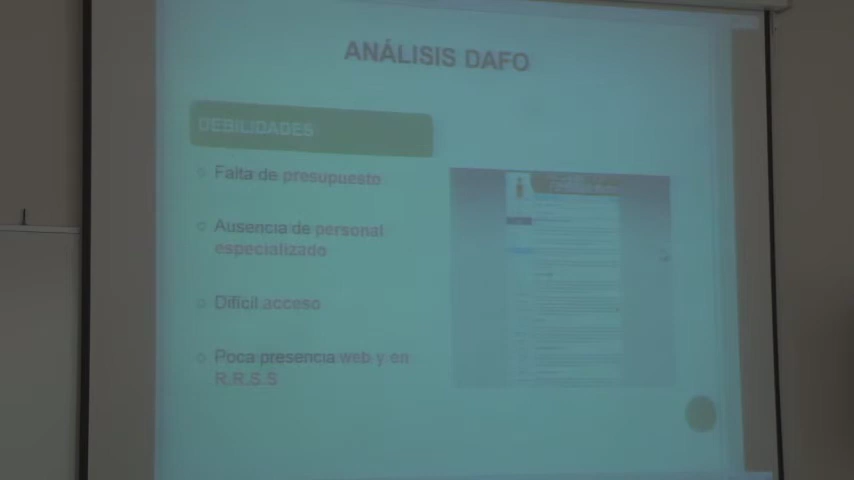 ANÁLISIS DAFO
DEBILIDADES
Falta de presupuesto
Ausencia de personal
especializado
Difícil acceso
Poca presencia web y en
R.R.S.S